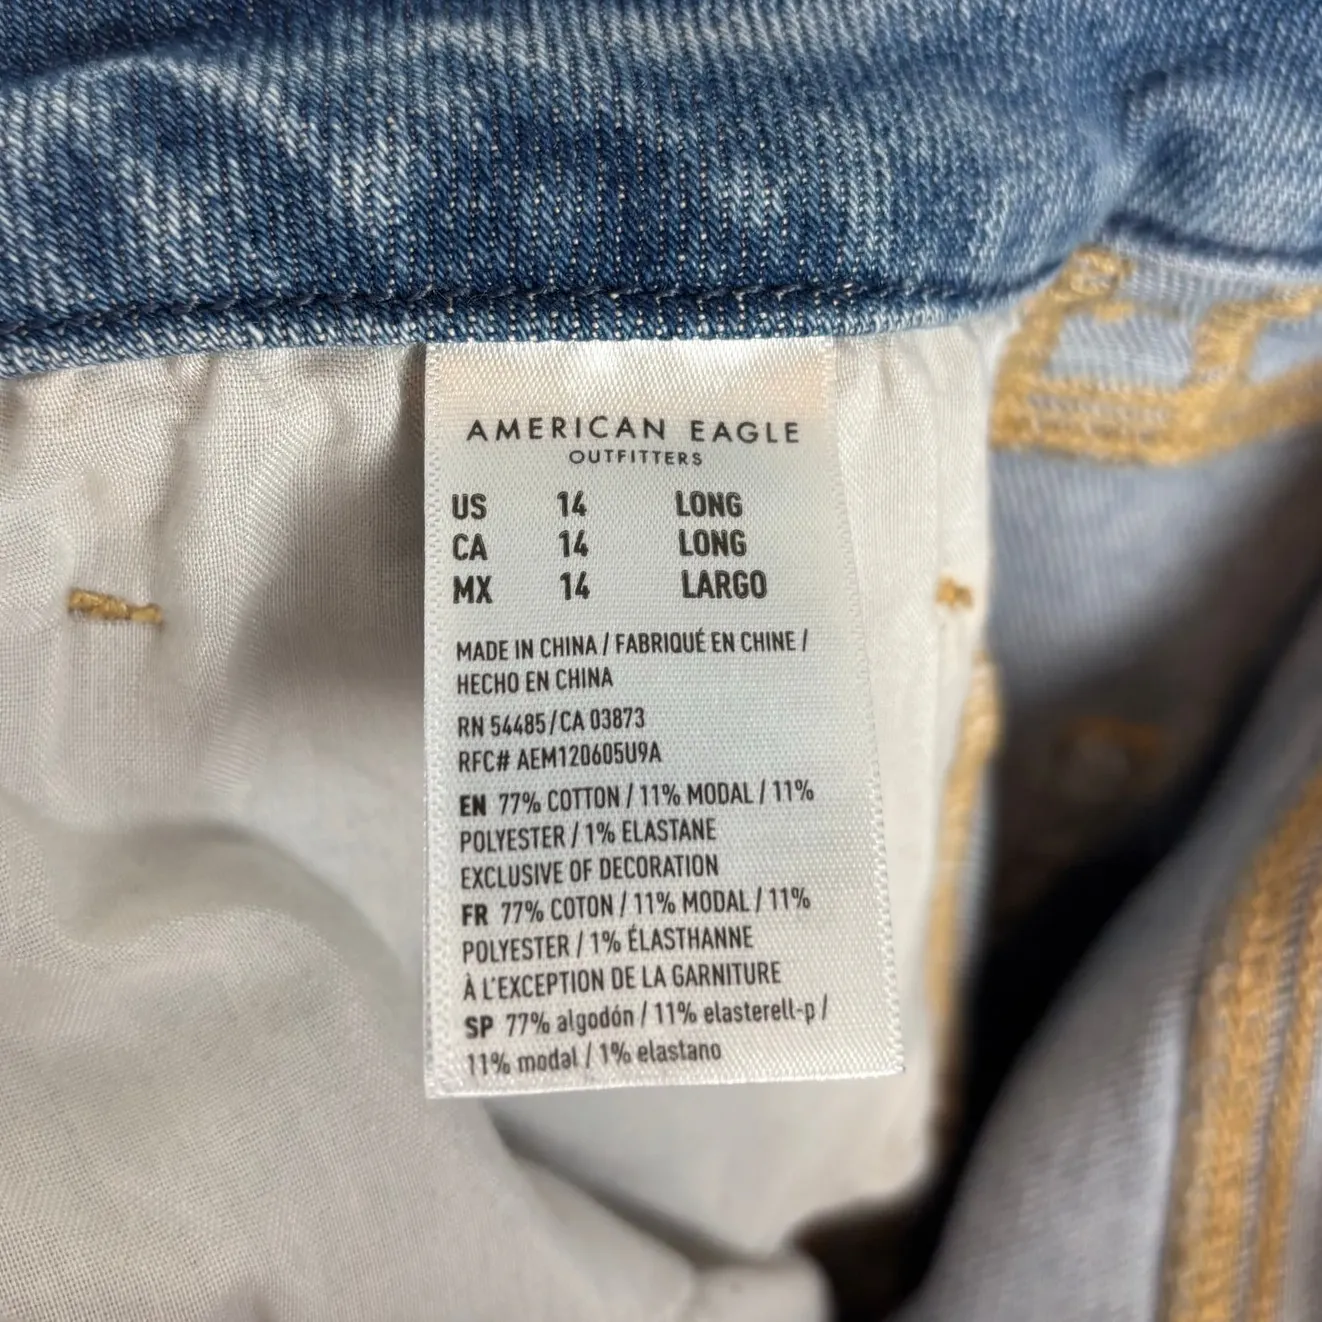 AMERICAN EAGLE
OUTFITTERS
US 14 LONG
CA 14 LONG
MX 14 LARGO
MADE IN CHINA / FABRIQUÉ EN CHINE /
HECHO EN CHINA
RN 54485/CA 03873
RFC# AEM120605U9A
EN 77% COTTON / 11% MODAL / 11%
POLYESTER / 1% ELASTANE
EXCLUSIVE OF DECORATION
FR 77% COTON / 11% MODAL / 11%
POLYESTER / 1% ÉLASTHANNE
À L'EXCEPTION DE LA GARNITURE
SP 77% algodón / 11% elasterell-p /
11% modal / 1% elastano